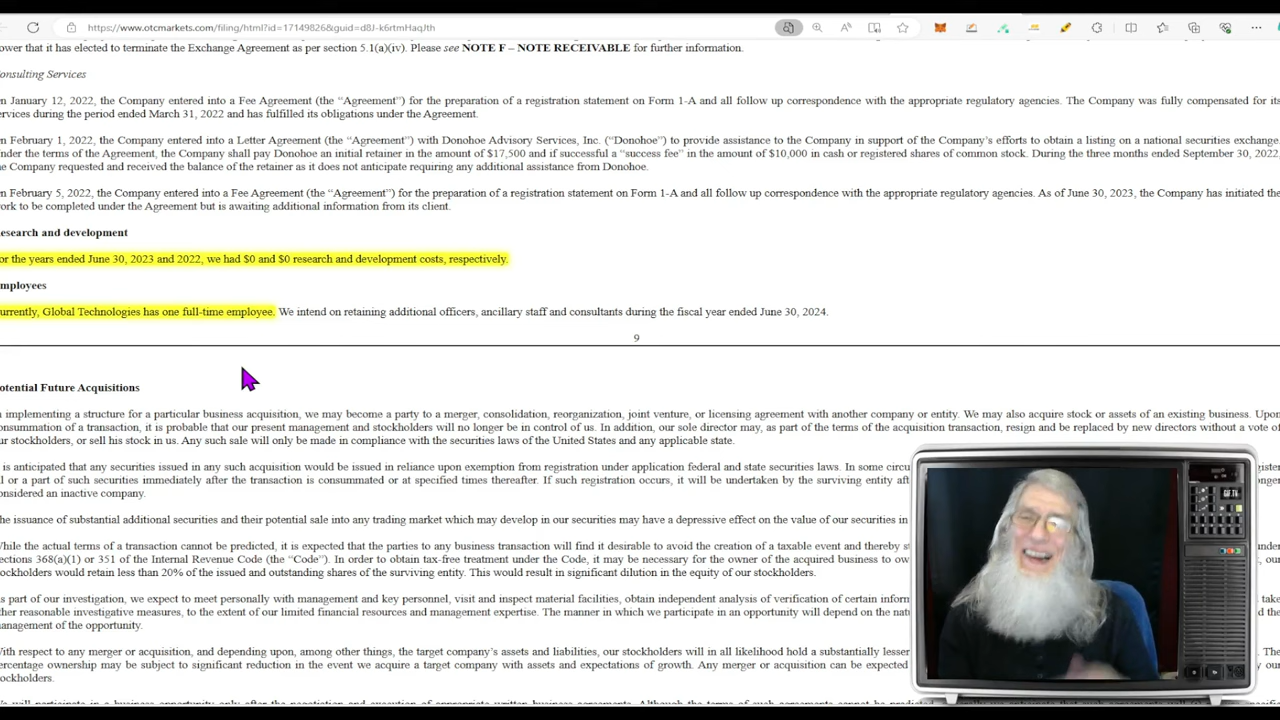 https://www.otcmarkets.com/filing/html?id=17149826&guid=d8J-k6rtmHaqJth
ower that it has elected to terminate the Exchange Agreement as per section 5.1(a)(iv). Please see NOTE F – NOTE RECEIVABLE for further information.
onsulting Services
n January 12, 2022, the Company entered into a Fee Agreement (the “Agreement”) for the preparation of a registration statement on Form 1-A and all follow up correspondence with the appropriate regulatory agencies. The Company was fully compensated for its
ervices during the period ended March 31, 2022 and has fulfilled its obligations under the Agreement.
n February 1, 2022, the Company entered into a Letter Agreement (the “Agreement”) with Donohoe Advisory Services, Inc. (“Donohoe”) to provide assistance to the Company in support of the Company’s efforts to obtain a listing on a national securities exchange.
nder the terms of the Agreement, the Company shall pay Donohoe an initial retainer in the amount of $17,500 and if successful a “success fee” in the amount of $10,000 in cash or registered shares of common stock. During the three months ended September 30, 2022,
he Company requested and received the balance of the retainer as it does not anticipate requring any additional assistance from Donohoe.
n February 5, 2022, the Company entered into a Fee Agreement (the “Agreement”) for the preparation of a registration statement on Form 1-A and all follow up correspondence with the appropriate regulatory agencies. As of June 30, 2023, the Company has initiated the
ork to be completed under the Agreement but is awaiting additional information from its client.
esearch and development
or the years ended June 30, 2023 and 2022, we had $0 and $0 research and development costs, respectively.
mployees
urrently, Global Technologies has one full-time employee. We intend on retaining additional officers, ancillary staff and consultants during the fiscal year ended June 30, 2024.
9
otential Future Acquisitions
n implementing a structure for a particular business acquisition, we may become a party to a merger, consolidation, reorganization, joint venture, or licensing agreement with another company or entity. We may also acquire stock or assets of an existing business. Upon
onsummation of a transaction, it is probable that our present management and stockholders will no longer be in control of us. In addition, our sole director may, as part of the terms of the acquisition transaction, resign and be replaced by new directors without a vote of
ur stockholders, or sell his stock in us. Any such sale will only be made in compliance with the securities laws of the United States and any applicable state.
is anticipated that any securities issued in any such acquisition would be issued in reliance upon exemption from registration under application federal and state securities laws. In some circu
ll or a part of such securities immediately after the transaction is consummated or at specified times thereafter. If such registration occurs, it will be undertaken by the surviving entity af
onsidered an inactive company.
he issuance of substantial additional securities and their potential sale into any trading market which may develop in our securities may have a depressive effect on the value of our securities in
hile the actual terms of a transaction cannot be predicted, it is expected that the parties to any business transaction will find it desirable to avoid the creation of a taxable event and thereby s
ections 368(a)(1) or 351 of the Internal Revenue Code (the “Code”). In order to obtain tax-free treatment under the Code, it may be necessary for the owner of the acquired business to ow our
tockholders would retain less than 20% of the issued and outstanding shares of the surviving entity. This would result in significant dilution in the equity of our stockholders.
s part of our investigation, we expect to meet personally with management and key personnel, visit and inspect material facilities, obtain independent analysis of verification of certain inform take
ther reasonable investigative measures, to the extent of our limited financial resources and management expertise. The manner in which we participate in an opportunity will depend on the nat d the
anagement of the opportunity.
ith respect to any merger or acquisition, and depending upon, among other things, the target company's assets and liabilities, our stockholders will in all likelihood hold a substantially lesser The
ercentage ownership may be subject to significant reduction in the event we acquire a target company with assets and expectations of growth. Any merger or acquisition can be expected our
tockholders.